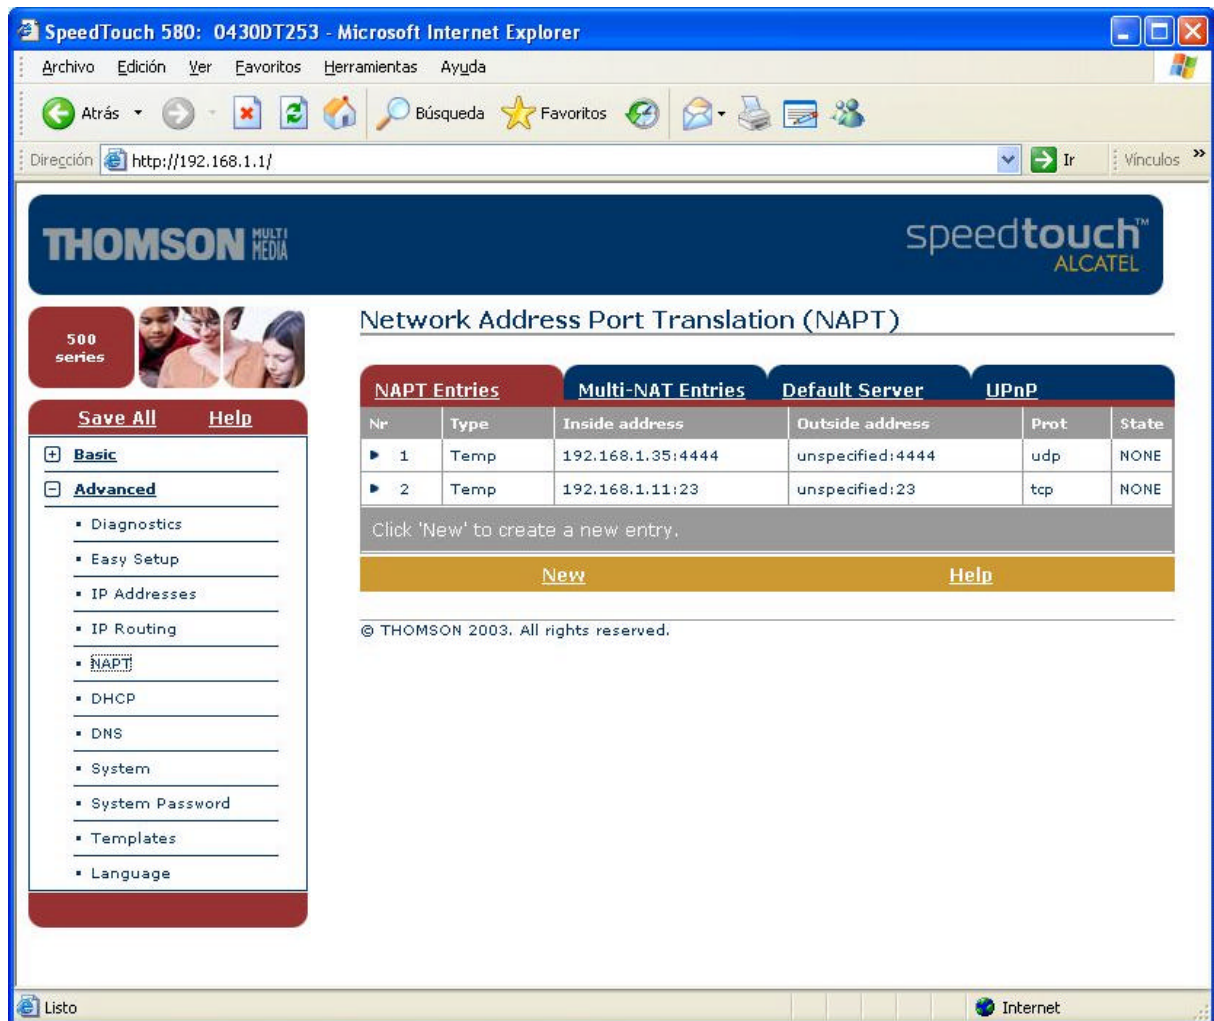 SpeedTouch 580: 0430DT253 - Microsoft Internet Explorer
Archivo Edición Ver Favoritos Herramientas Ayuda
Atrás Búsqueda Favoritos
Dirección http://192.168.1.1/ Ir Vínculos »
THOMSON MULTI MEDIA
speedtouch™
ALCATEL
500 series
Network Address Port Translation (NAPT)
NAPT Entries Multi-NAT Entries Default Server UPnP
Save All Help
Nr Type Inside address Outside address Prot State
1 Temp 192.168.1.35:4444 unspecified:4444 udp NONE
2 Temp 192.168.1.11:23 unspecified:23 tcp NONE
Click 'New' to create a new entry.
New Help
© THOMSON 2003. All rights reserved.
Basic
Advanced
Diagnostics
Easy Setup
IP Addresses
IP Routing
NAPT
DHCP
DNS
System
System Password
Templates
Language
Listo Internet